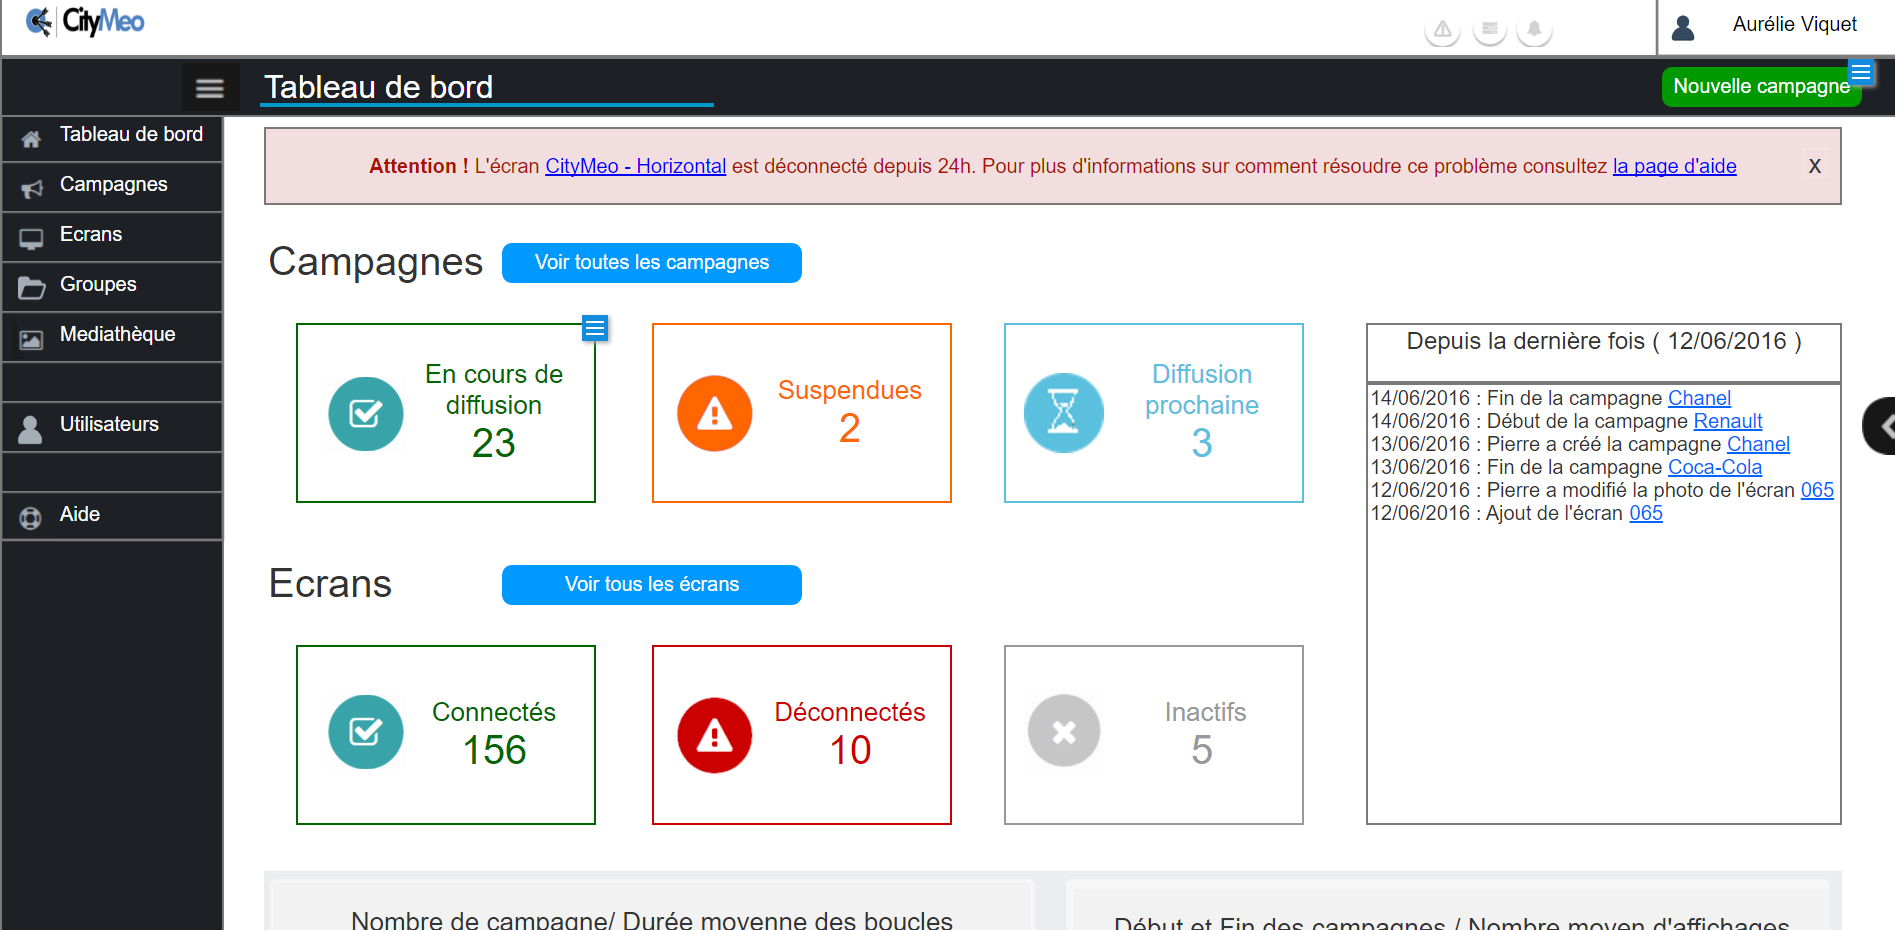 CityMeo
Aurélie Viquet
Tableau de bord
Nouvelle campagne
Tableau de bord
Campagnes
Ecrans
Groupes
Mediathèque
Utilisateurs
Aide
Attention ! L'écran CityMeo - Horizontal est déconnecté depuis 24h. Pour plus d'informations sur comment résoudre ce problème consultez la page d'aide
X
Campagnes
Voir toutes les campagnes
En cours de
diffusion
23
Suspendues
2
Diffusion
prochaine
3
Depuis la dernière fois ( 12/06/2016 )
14/06/2016 : Fin de la campagne Chanel
14/06/2016 : Début de la campagne Renault
13/06/2016 : Pierre a créé la campagne Chanel
13/06/2016 : Fin de la campagne Coca-Cola
12/06/2016 : Pierre a modifié la photo de l'écran 065
12/06/2016 : Ajout de l'écran 065
Ecrans
Voir tous les écrans
Connectés
156
Déconnectés
10
Inactifs
5
Nombre de campagne/ Durée moyenne des boucles
Début et Fin des campagnes / Nombre moyen d'affichages